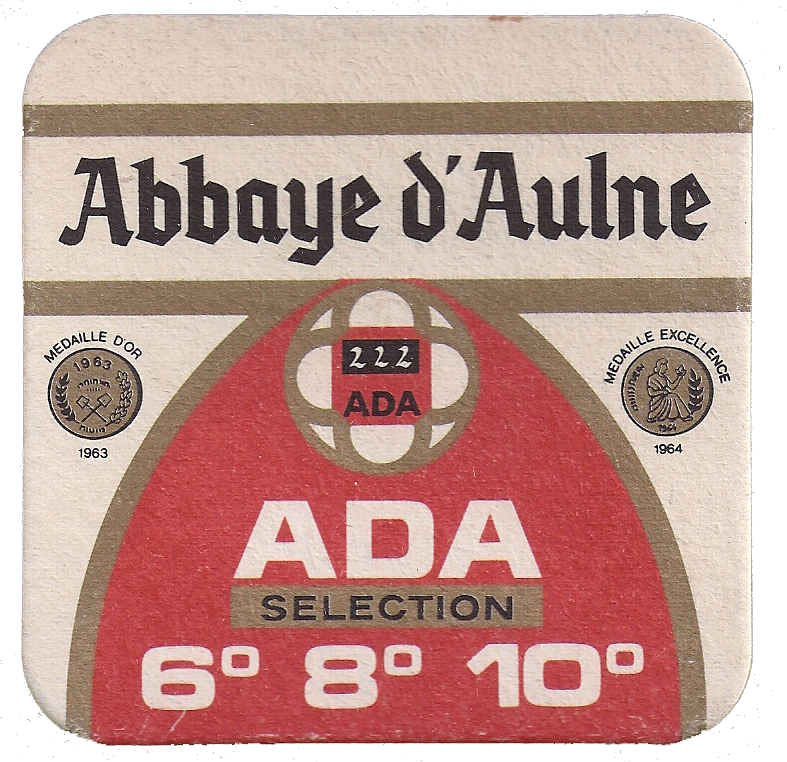 Abbaye d'Aulne
MEDAILLE D'OR
1963
1963
MEDAILLE EXCELLENCE
1964
1964
222
ADA
ADA
SELECTION
6° 8° 10°